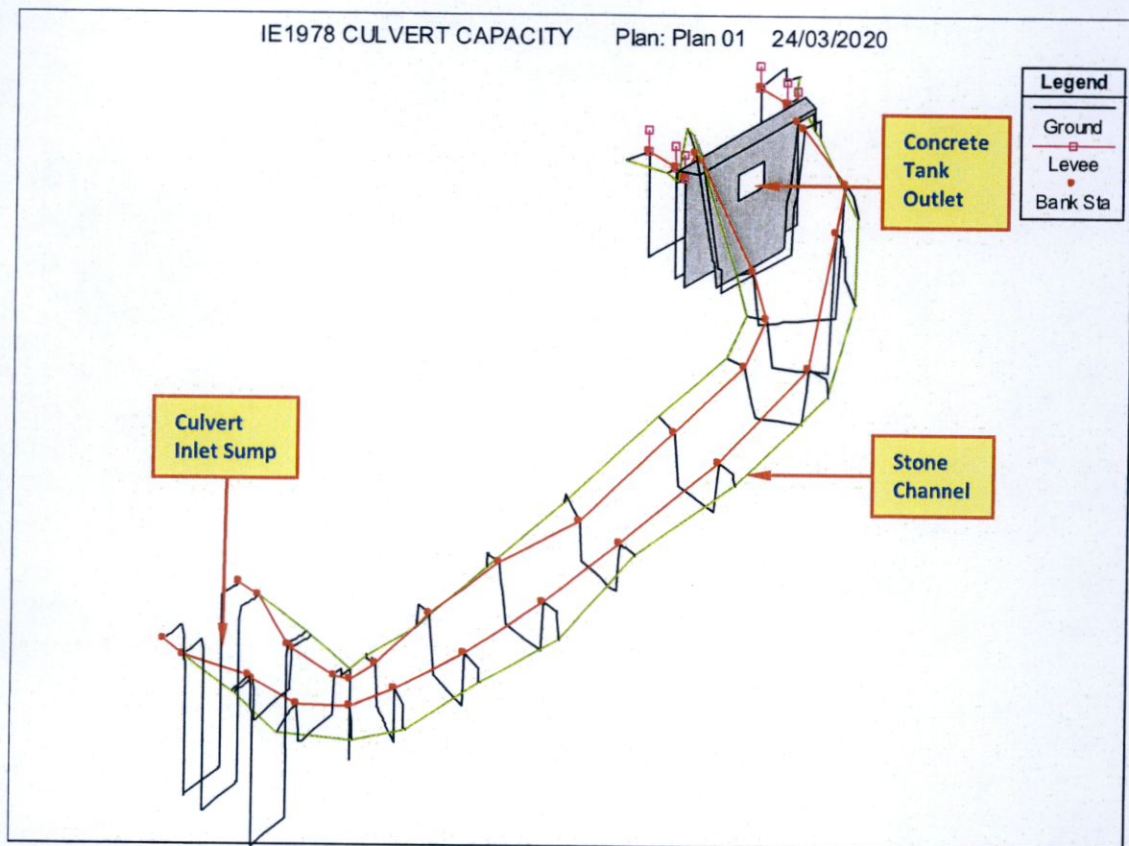 IE1978 CULVERT CAPACITY Plan: Plan 01 24/03/2020
Legend
Ground
Levee
Bank Sta
Concrete
Tank
Outlet
Culvert
Inlet Sump
Stone
Channel